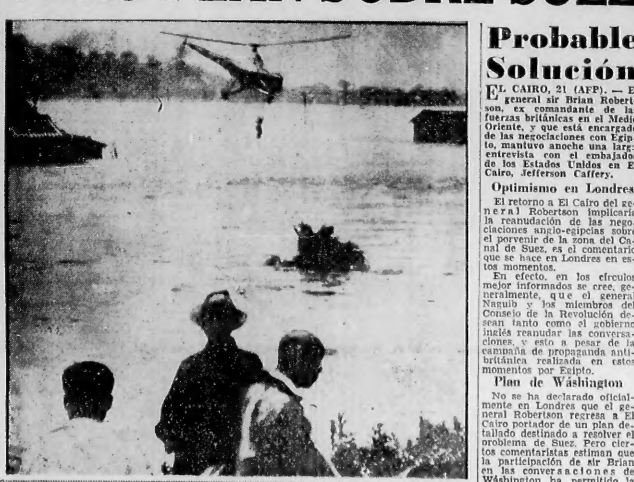 SOBRE SUEZ
Probable
Solución
EL CAIRO, 21 (AFP). — E
general sir Brian Robert
son, ex comandante de la
fuerzas británicas en el Medi
Oriente, y que está encargad
de las negociaciones con Egip
to, mantuvo anoche una larg
entrevista con el embajado
de los Estados Unidos en E
Cairo, Jefferson Caffery.
Optimismo en Londres
El retorno a El Cairo del ge-
neral Robertson implicaría
la reanudación de las nego-
ciaciones anglo-egipcias sobre
el porvenir de la zona del Ca-
nal de Suez, es el comentario
que se hace en Londres en es-
tos momentos.
En efecto, en los círculos
mejor informados se cree, ge-
neralmente, que el general
Naguib y los miembros del
Consejo de la Revolución de-
sean tanto como el gobierno
inglés reanudar las conversa-
ciones, y esto a pesar de la
campaña de propaganda anti-
británica realizada en estos
momentos por Egipto.
Plan de Wáshington
No se ha declarado oficial-
mente en Londres que el ge-
neral Robertson regresa a El
Cairo portador de un plan de-
tallado destinado a resolver el
problema de Suez. Pero cier-
tos comentaristas estiman que
la participación de sir Brian
en las conversaciones de
Wáshington ha permitido la